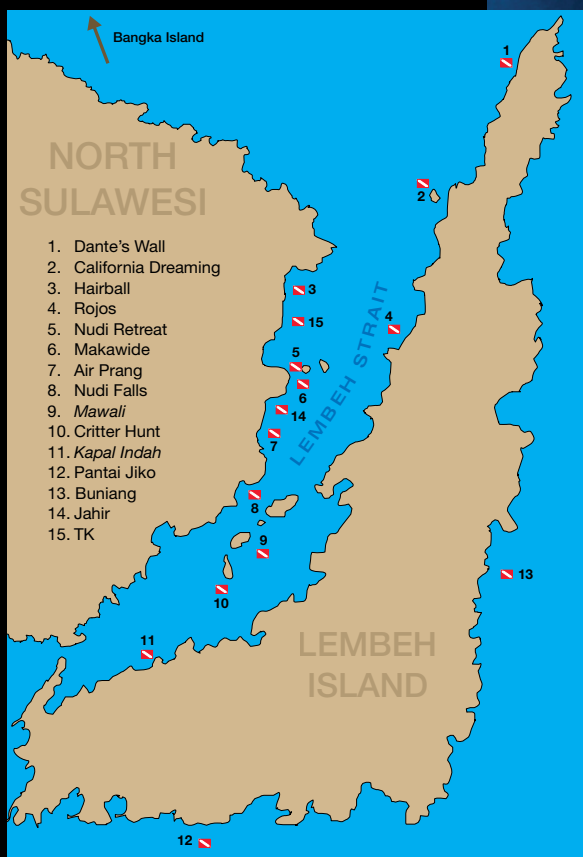 Bangka Island
NORTH
SULAWESI
1. Dante's Wall
2. California Dreaming
3. Hairball
4. Rojos
5. Nudi Retreat
6. Makawide
7. Air Prang
8. Nudi Falls
9. Mawali
10. Critter Hunt
11. Kapal Indah
12. Pantai Jiko
13. Buniang
14. Jahir
15. TK
1
2
3
15
4
5
6
14
7
LEMBEH STRAIT
8
9
13
10
11
LEMBEH
ISLAND
12